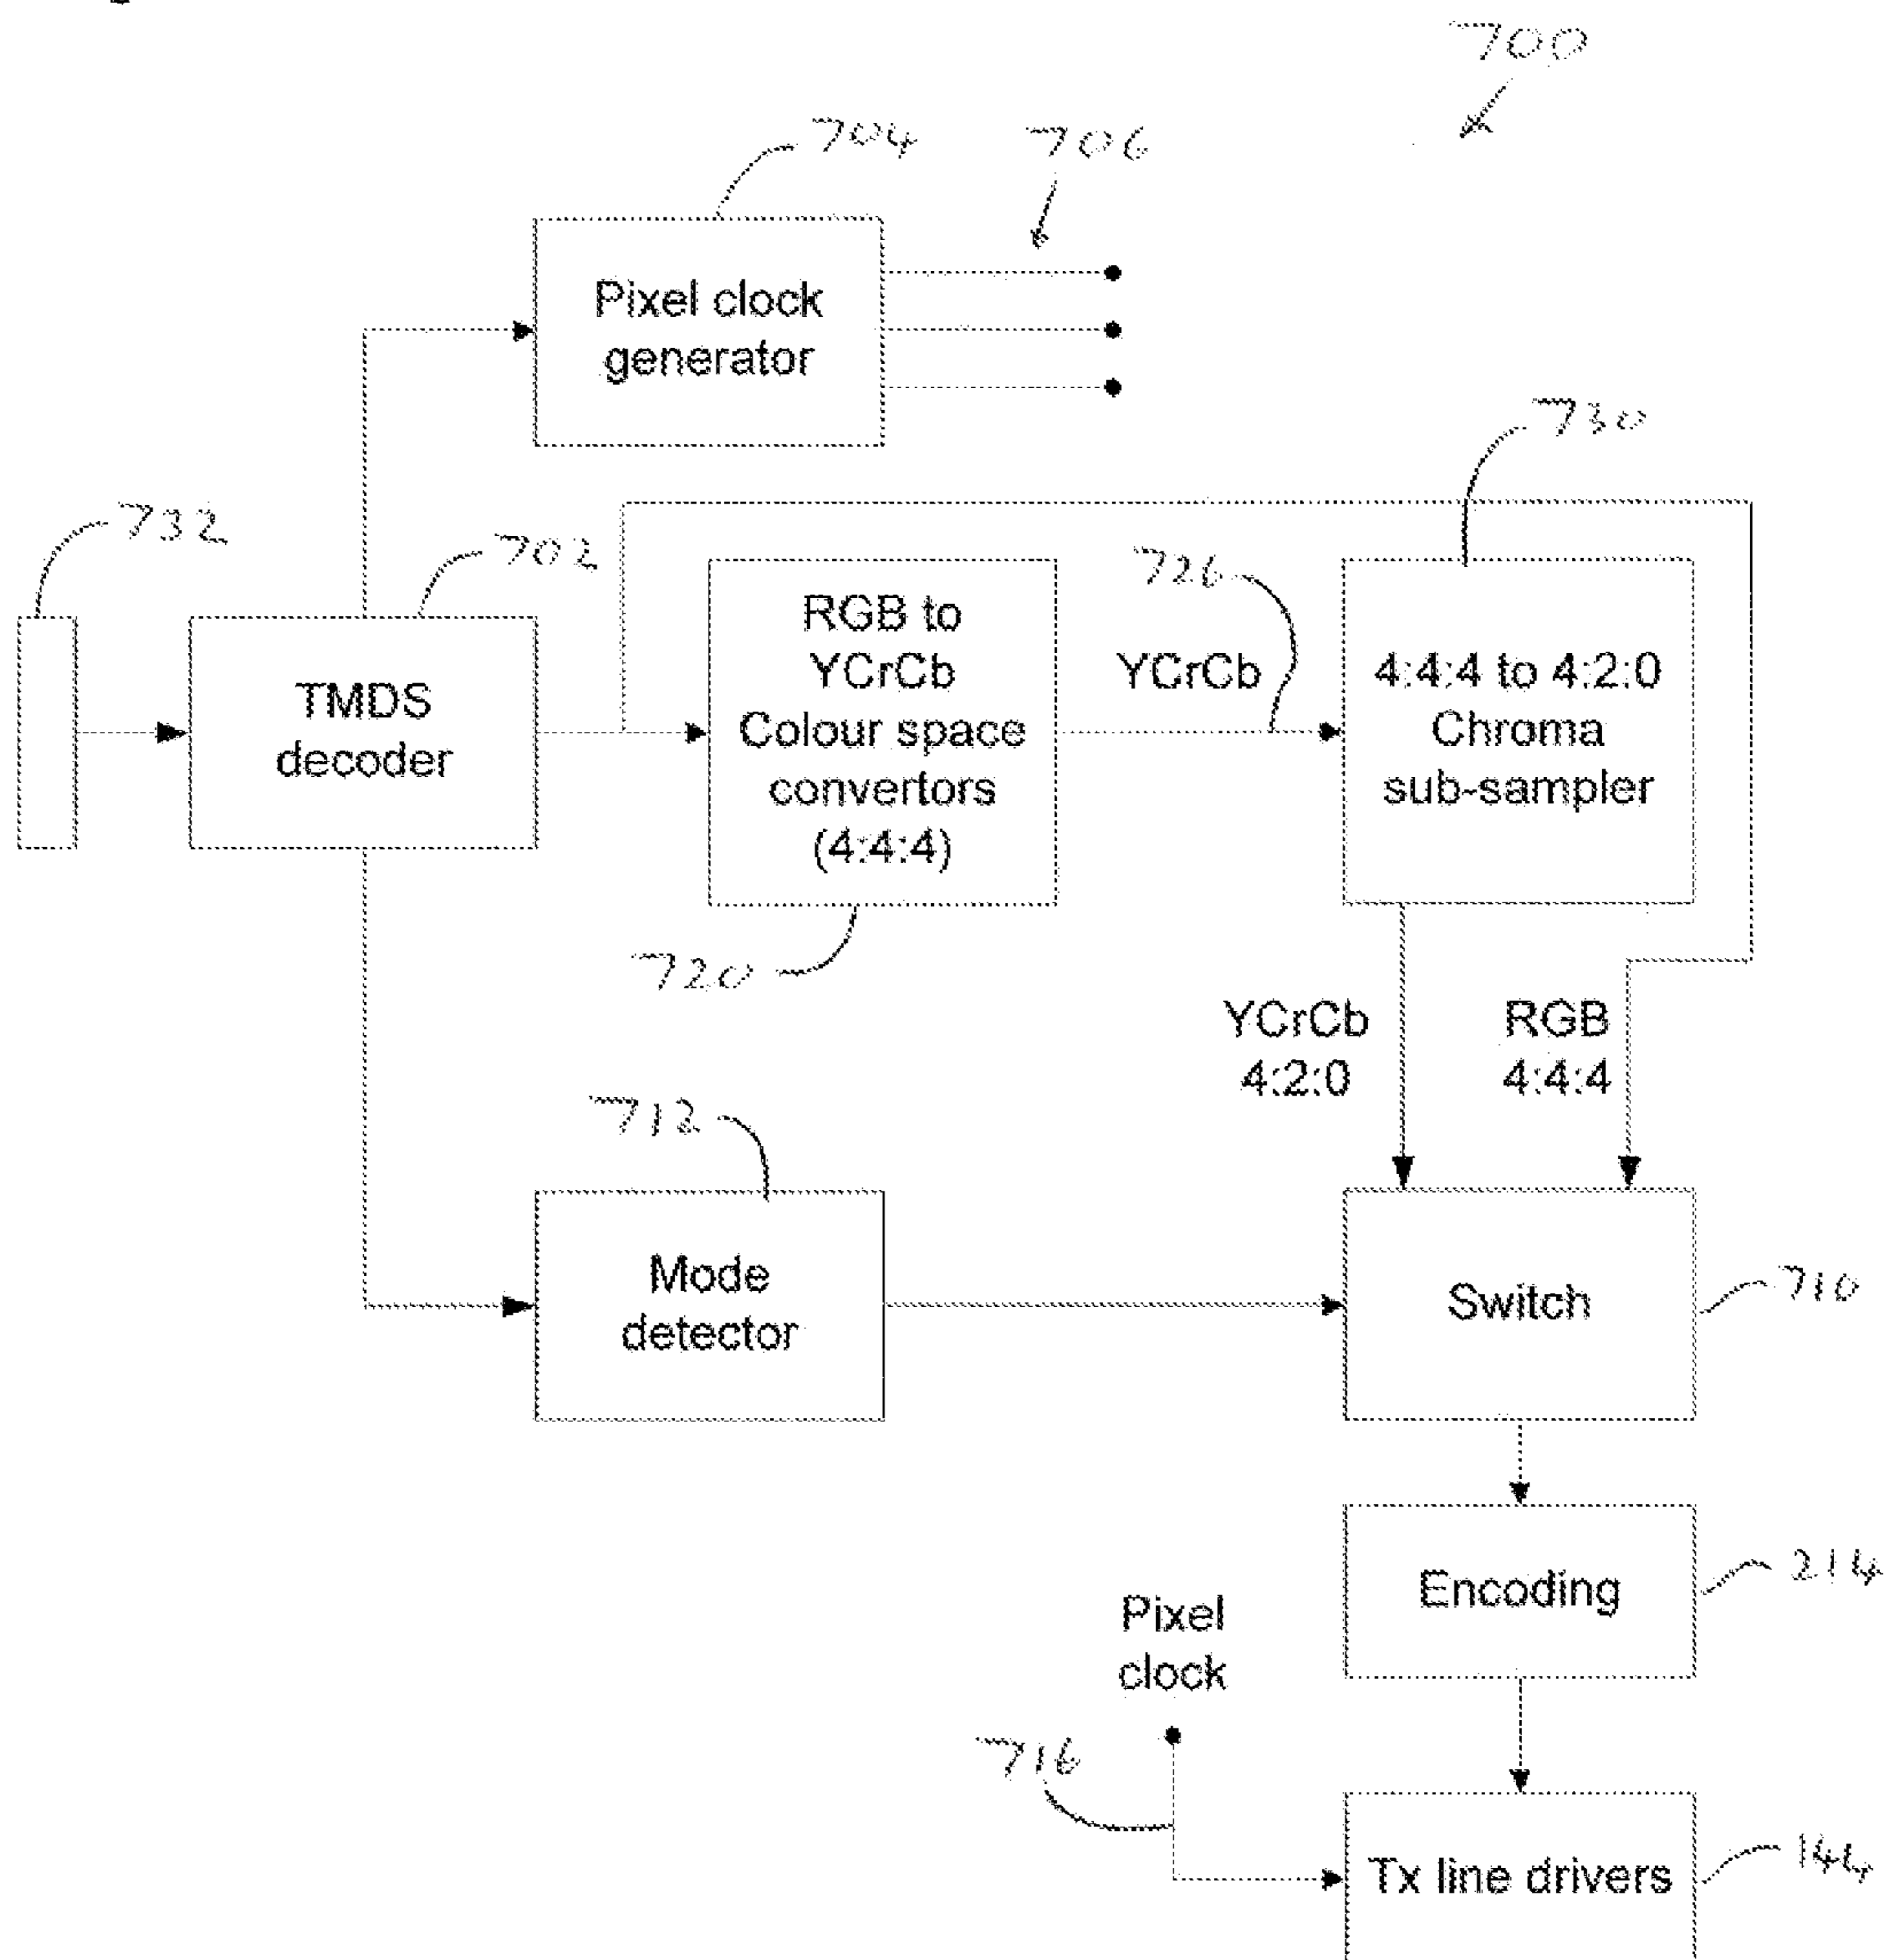 700
704
706
Pixel clock
generator
730
732
702
726
RGB to
YCrCb
Colour space
convertors
(4:4:4)
YCrCb
4:4:4 to 4:2:0
Chroma
sub-sampler
TMDS
decoder
720
YCrCb
4:2:0
RGB
4:4:4
712
Mode
detector
Switch
710
Encoding
214
Pixel
clock
716
Tx line drivers
144